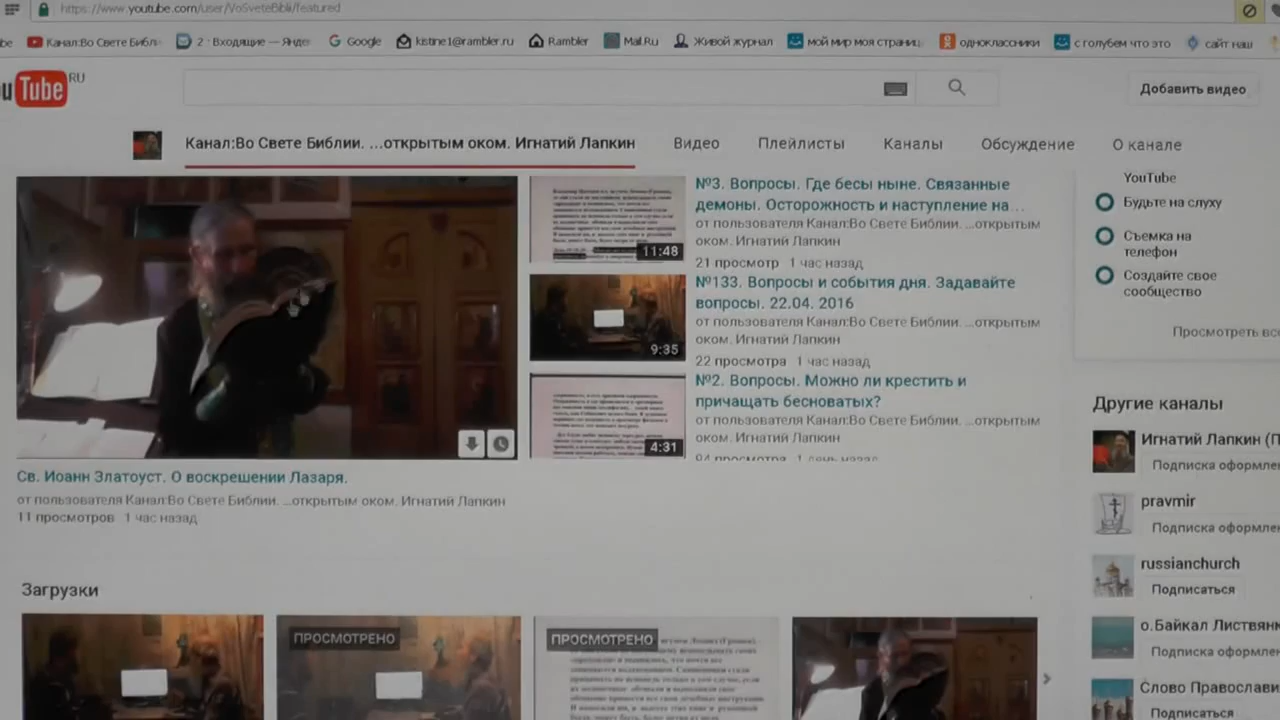 https://www.youtube.com/user/VoSveteBibli/featured
be Канал:Во Свете Библ 2 : Входящие — Янде Google kistine1@rambler.ru Rambler Mail.Ru Живой журнал мой мир моя страниц одноклассники с голубем что это сайт наш
u Tube RU
Добавить видео
Канал:Во Свете Библии. ...открытым оком. Игнатий Лапкин Видео Плейлисты Каналы Обсуждение О канале
№3. Вопросы. Где бесы ныне. Связанные
демоны. Осторожность и наступление на...
от пользователя Канал:Во Свете Библии. ...открытым
оком. Игнатий Лапкин
21 просмотр 1 час назад
11:48
№133. Вопросы и события дня. Задавайте
вопросы. 22.04. 2016
от пользователя Канал:Во Свете Библии. ...открытым
оком. Игнатий Лапкин
22 просмотра 1 час назад
9:35
№2. Вопросы. Можно ли крестить и
причащать бесноватых?
от пользователя Канал:Во Свете Библии. ...открытым
оком. Игнатий Лапкин
94 просмотра 1 день назад
4:31
Св. Иоанн Златоуст. О воскрешении Лазаря.
от пользователя Канал:Во Свете Библии. ...открытым оком. Игнатий Лапкин
11 просмотров 1 час назад
YouTube
Будьте на слуху
Съемка на
телефон
Создайте свое
сообщество
Просмотреть вс
Другие каналы
Игнатий Лапкин (П
Подписка оформле
pravmir
Подписка оформле
russianchurch
Подписаться
о.Байкал Листвянк
Подписка оформле
Слово Православи
Подписаться
Загрузки
ПРОСМОТРЕНО
ПРОСМОТРЕНО